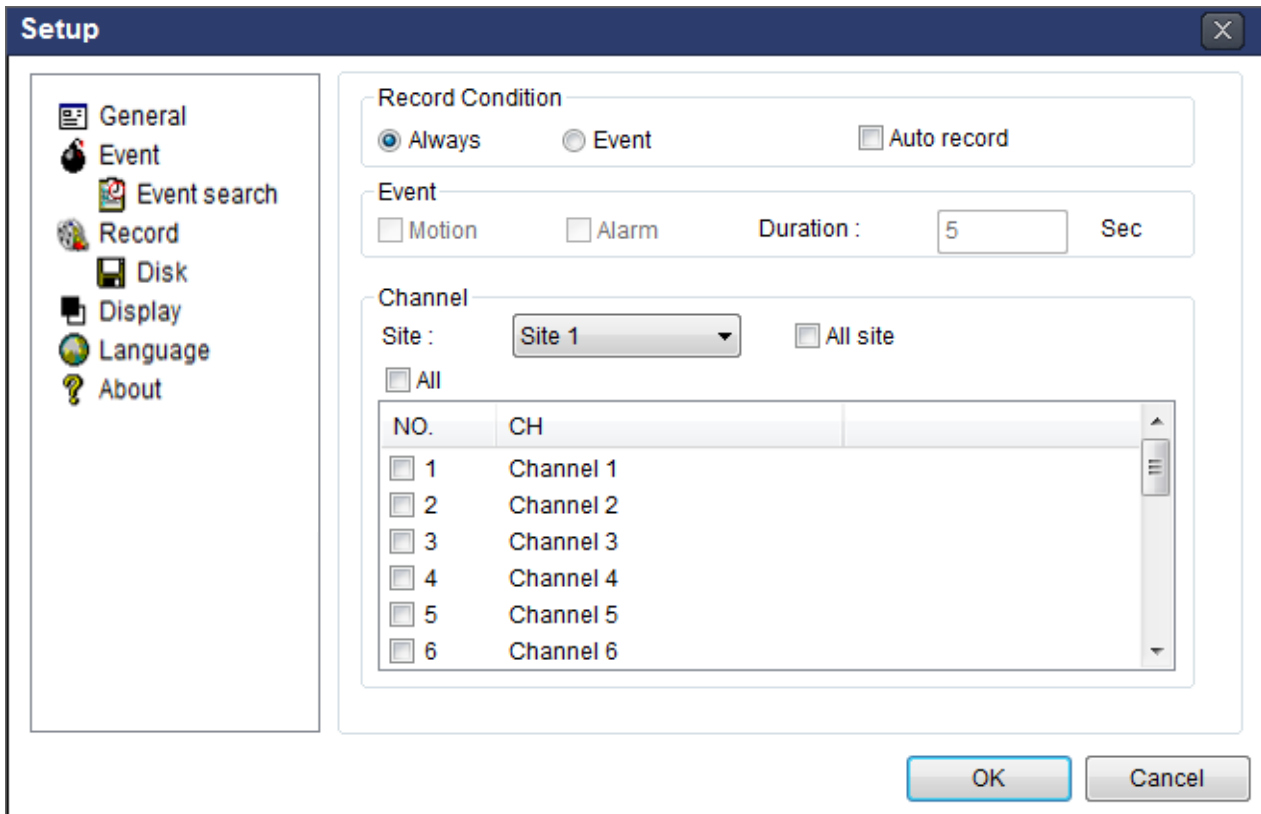 Setup
General
Event
Event search
Record
Disk
Display
Language
About
Record Condition
Always Event Auto record
Event
Motion Alarm Duration : 5 Sec
Channel
Site : Site 1 All site
All
NO. CH
1 Channel 1
2 Channel 2
3 Channel 3
4 Channel 4
5 Channel 5
6 Channel 6
OK Cancel